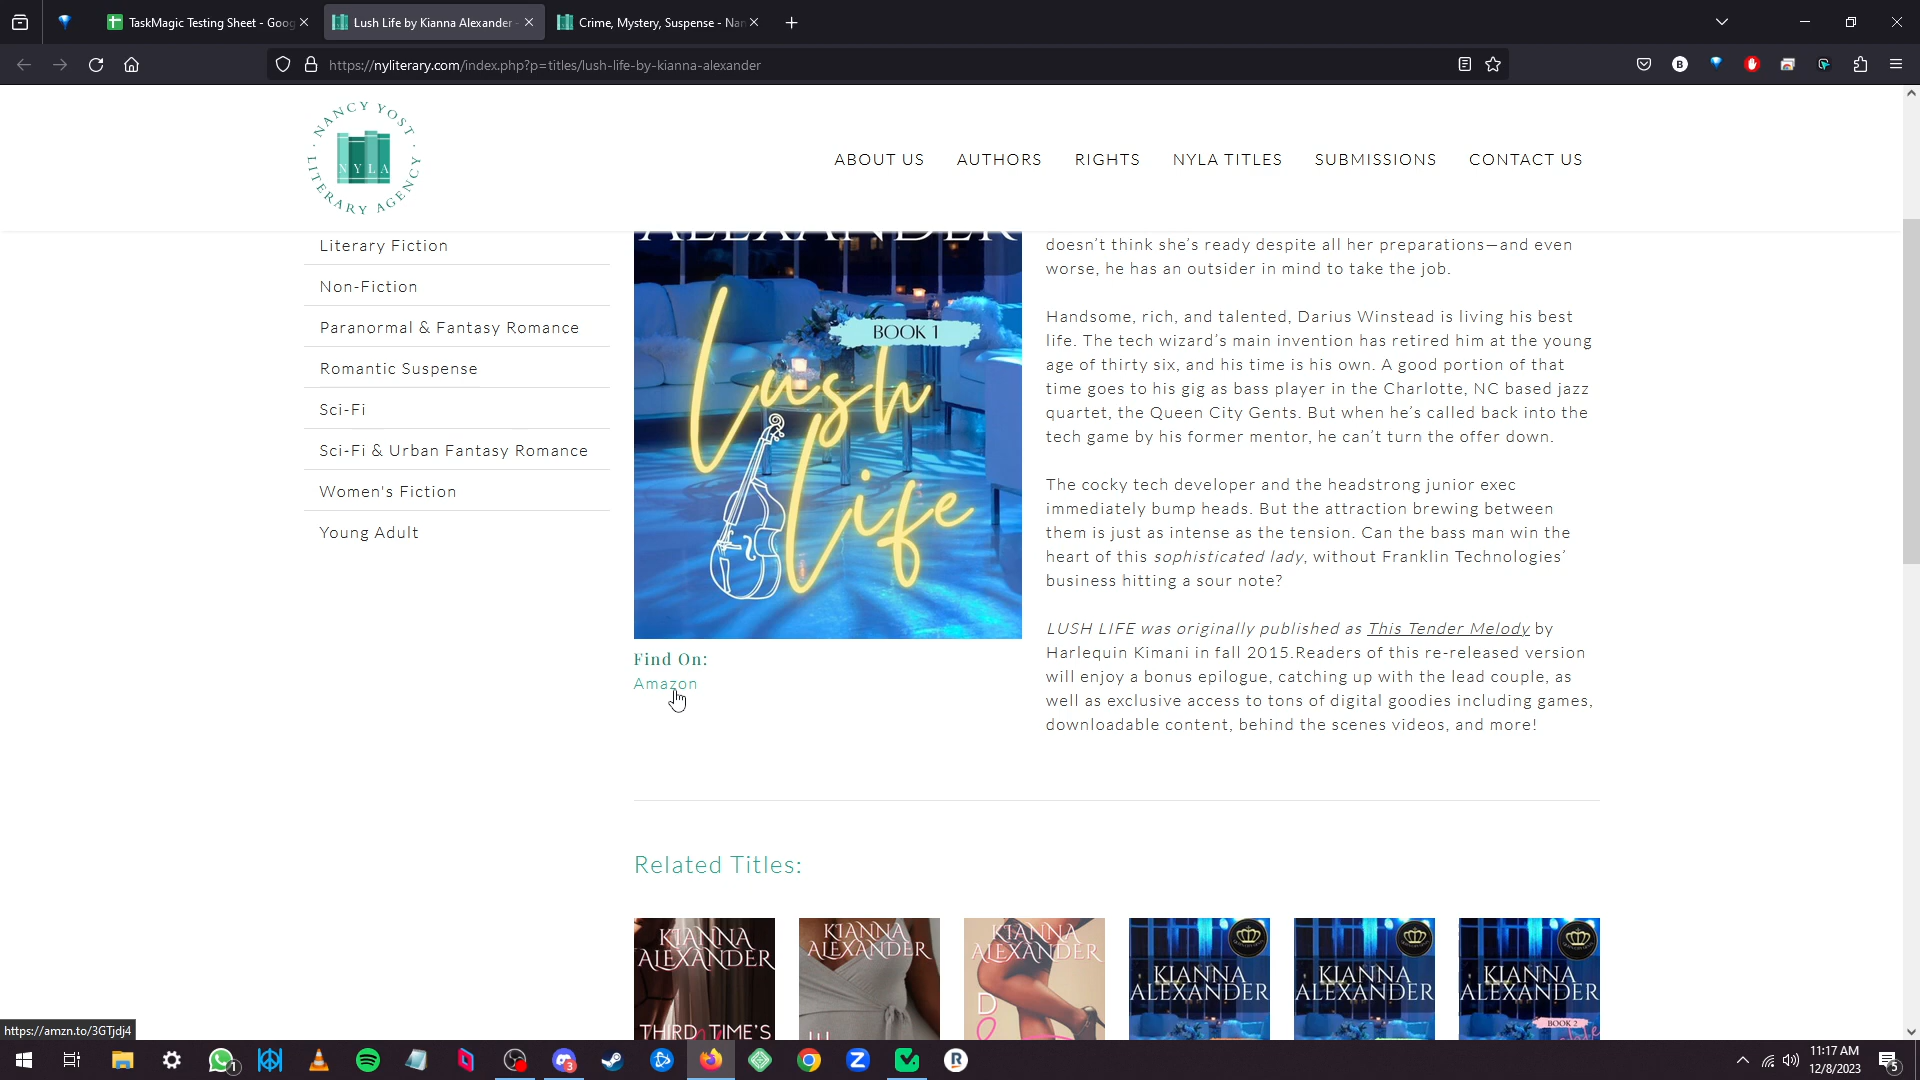 TaskMagic Testing Sheet - Goog
Lush Life by Kianna Alexander -
Crime, Mystery, Suspense - Nan
https://nyliterary.com/index.php?p=titles/lush-life-by-kianna-alexander
NANCY YOST
NYLA
LITERARY AGENCY
ABOUT US
AUTHORS
RIGHTS
NYLA TITLES
SUBMISSIONS
CONTACT US
Literary Fiction
Non-Fiction
Paranormal & Fantasy Romance
Romantic Suspense
Sci-Fi
Sci-Fi & Urban Fantasy Romance
Women's Fiction
Young Adult
ALEXANDER
BOOK 1
Lush
Life
Find On:
Amazon
doesn't think she's ready despite all her preparations—and even
worse, he has an outsider in mind to take the job.
Handsome, rich, and talented, Darius Winstead is living his best
life. The tech wizard's main invention has retired him at the young
age of thirty six, and his time is his own. A good portion of that
time goes to his gig as bass player in the Charlotte, NC based jazz
quartet, the Queen City Gents. But when he's called back into the
tech game by his former mentor, he can't turn the offer down.
The cocky tech developer and the headstrong junior exec
immediately bump heads. But the attraction brewing between
them is just as intense as the tension. Can the bass man win the
heart of this sophisticated lady, without Franklin Technologies'
business hitting a sour note?
LUSH LIFE was originally published as This Tender Melody by
Harlequin Kimani in fall 2015.Readers of this re-released version
will enjoy a bonus epilogue, catching up with the lead couple, as
well as exclusive access to tons of digital goodies including games,
downloadable content, behind the scenes videos, and more!
Related Titles:
KIANNA
ALEXANDER
THIRD TIME'S
KIANNA
ALEXANDER
KIANNA
ALEXANDER
D
KIANNA
ALEXANDER
KIANNA
ALEXANDER
KIANNA
ALEXANDER
BOOK 2
https://amzn.to/3GTjdj4
1
3
11:17 AM
12/8/2023
5